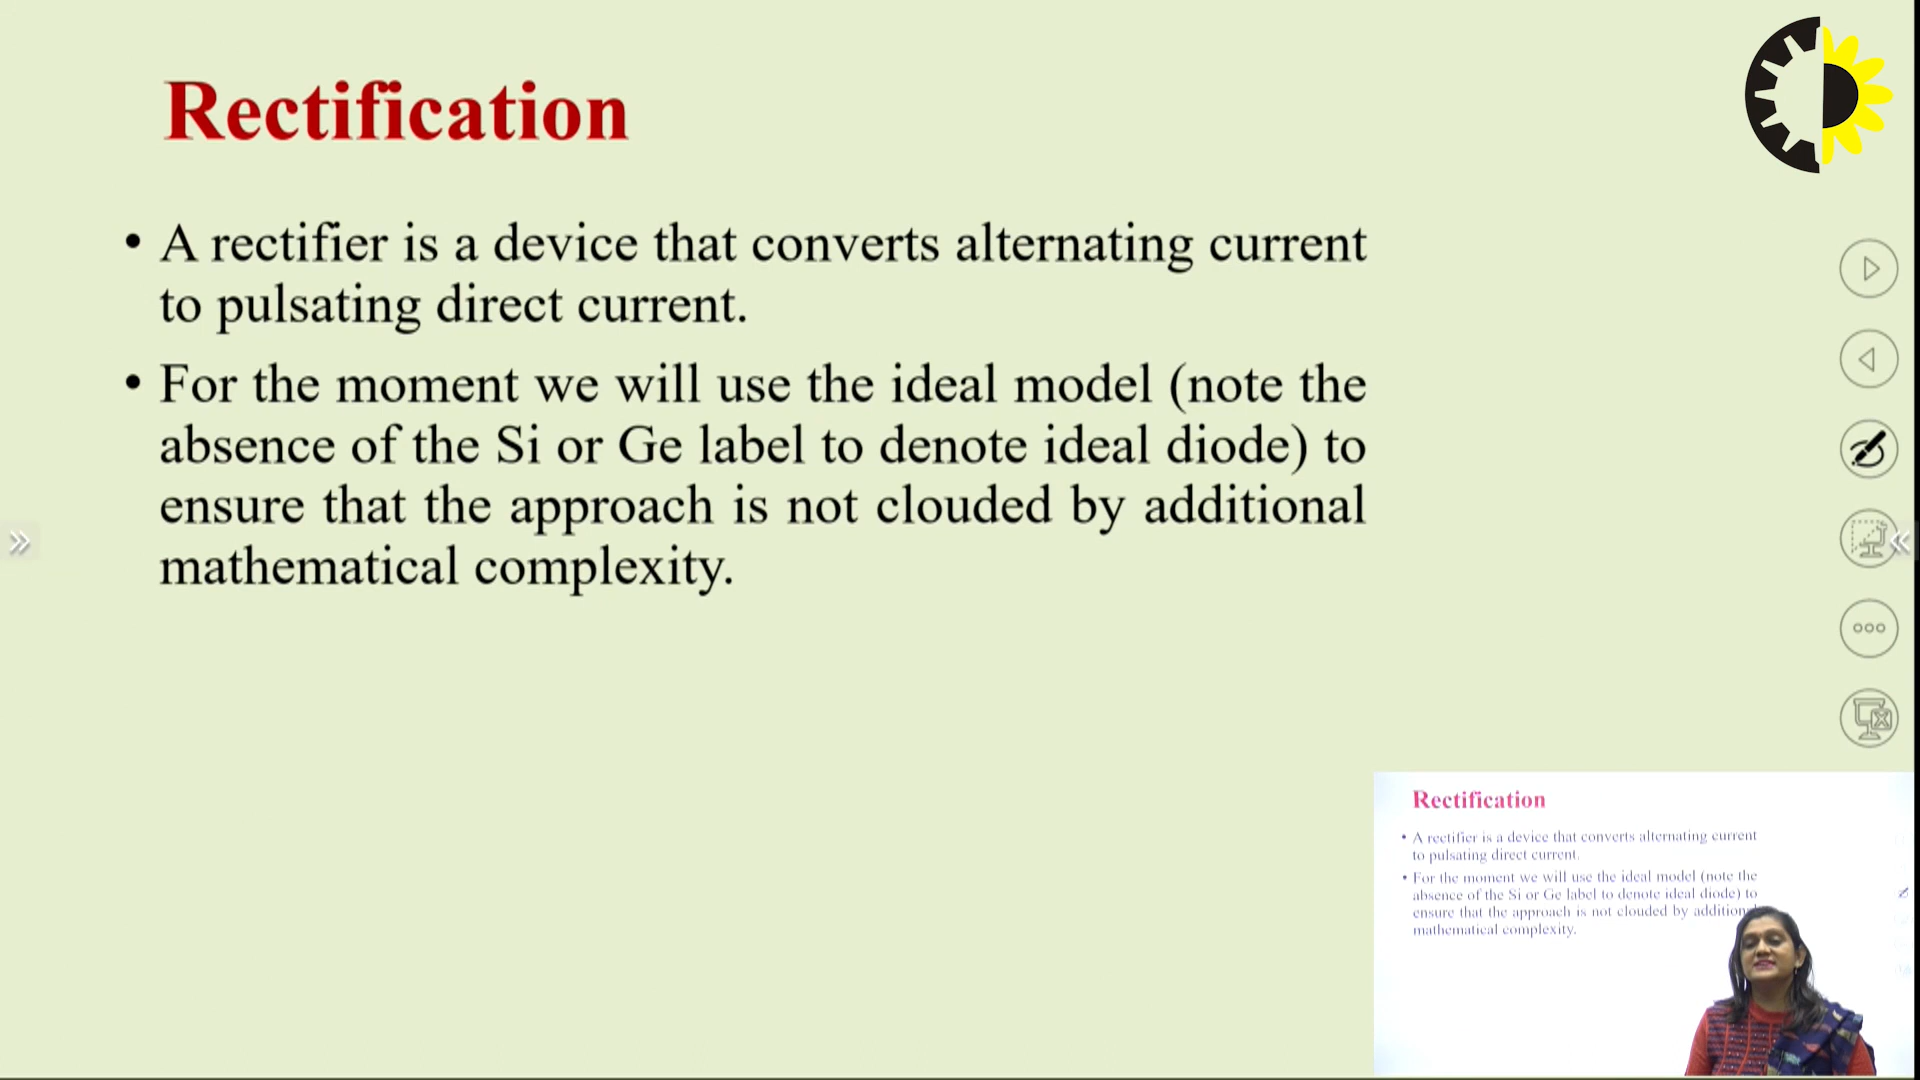 Rectification
• A rectifier is a device that converts alternating current
to pulsating direct current.
• For the moment we will use the ideal model (note the
absence of the Si or Ge label to denote ideal diode) to
ensure that the approach is not clouded by additional
mathematical complexity.
Rectification
• A rectifier is a device that converts alternating current
to pulsating direct current.
• For the moment we will use the ideal model (note the
absence of the Si or Ge label to denote ideal diode) to
ensure that the approach is not clouded by
mathematical complexity.